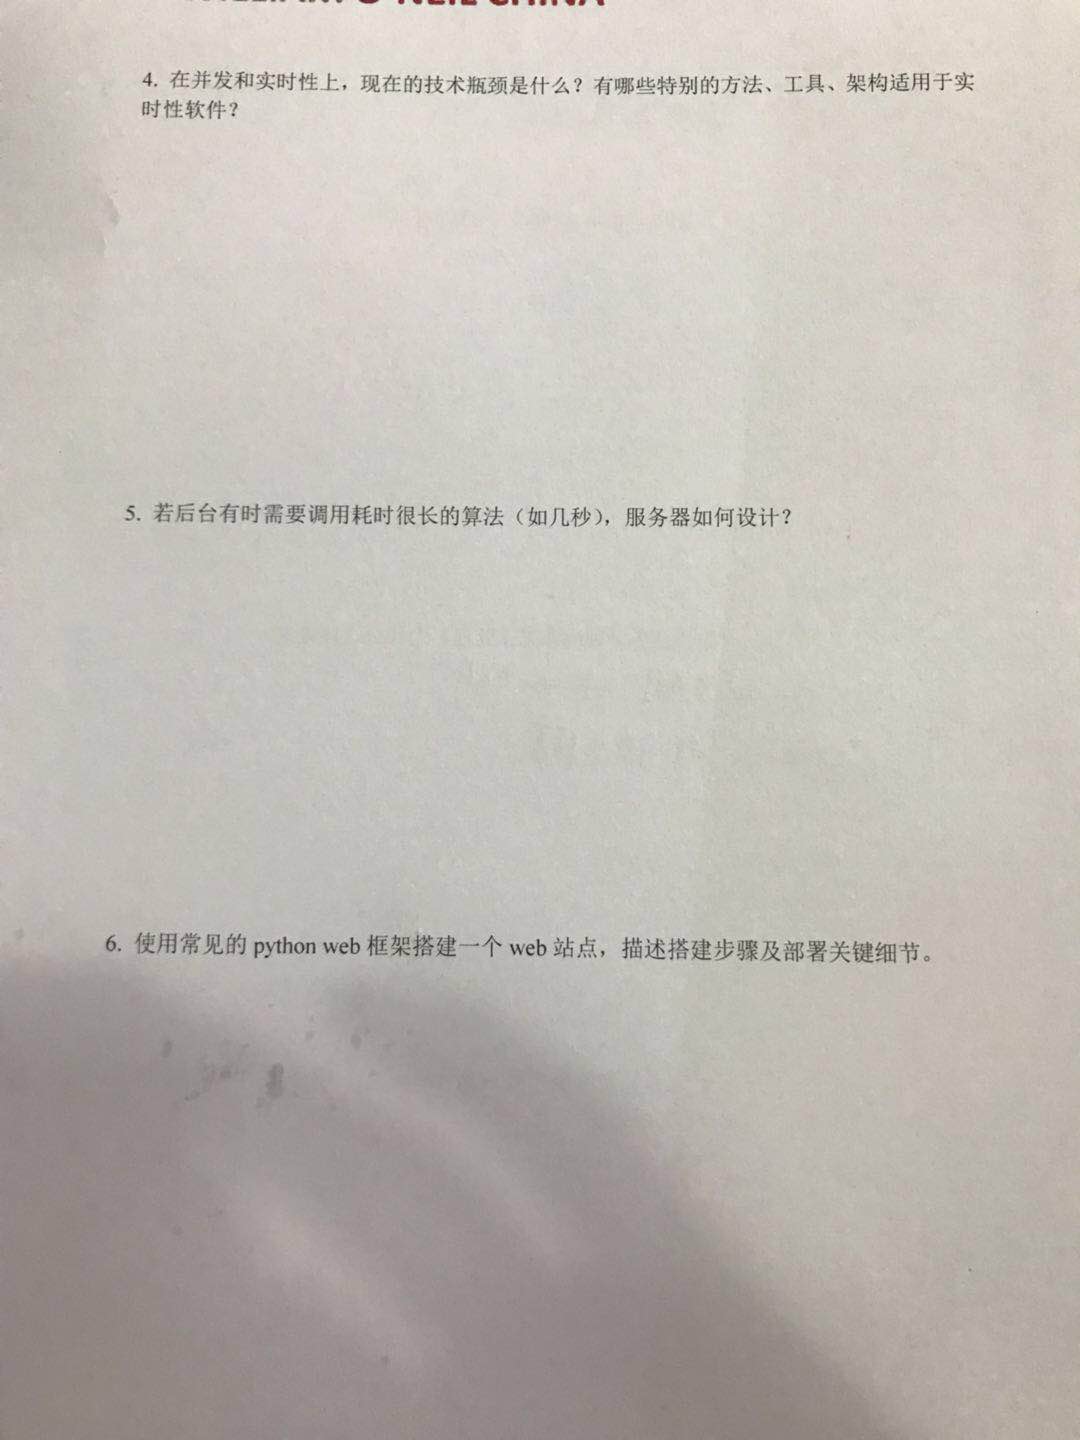 O'NEIL CHINA
4. 在并发和实时性上，现在的技术瓶颈是什么？有哪些特别的方法、工具、架构适用于实
时性软件？
5. 若后台有时需要调用耗时很长的算法（如几秒），服务器如何设计？
6. 使用常见的 python web 框架搭建一个 web 站点，描述搭建步骤及部署关键细节。